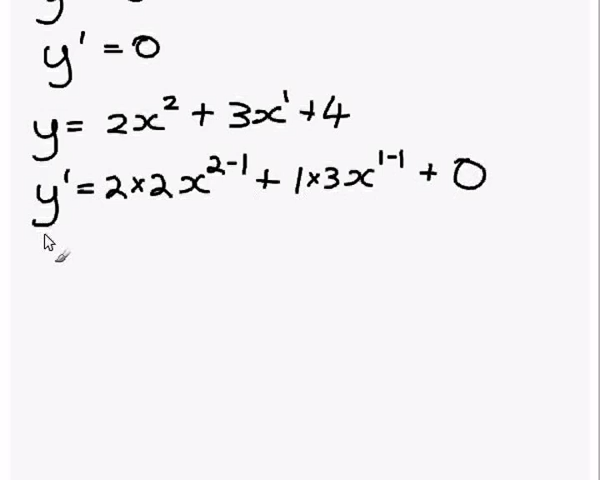 y' = 0
y = 2x² + 3x¹ + 4
y' = 2 × 2x²⁻¹ + 1 × 3x¹⁻¹ + 0